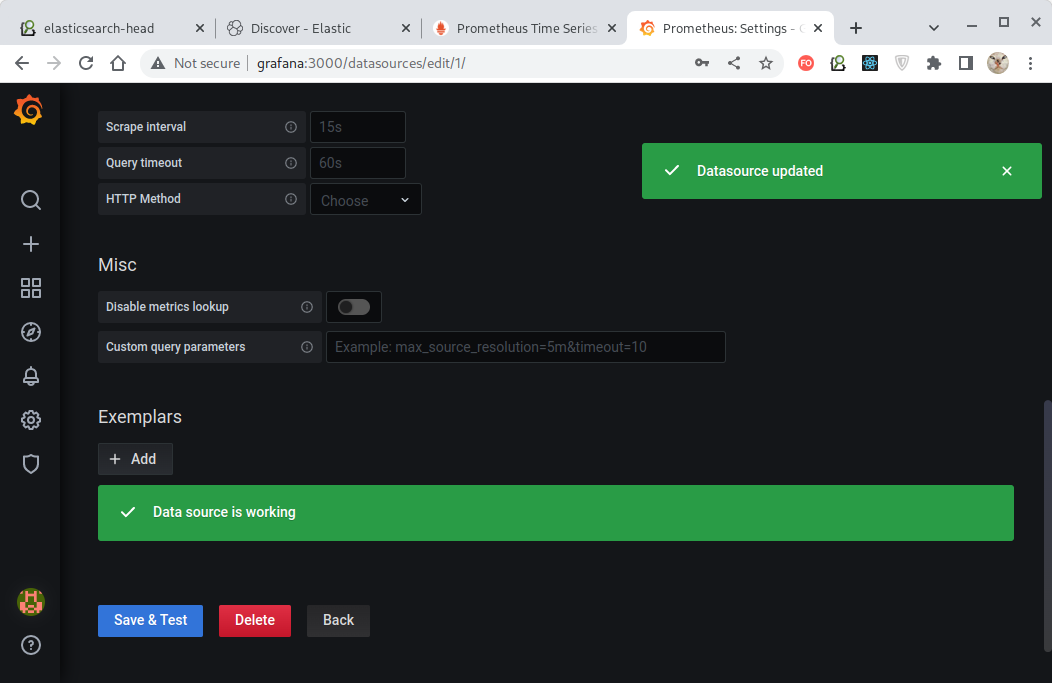 elasticsearch-head
Discover - Elastic
Prometheus Time Series
Prometheus: Settings -
Not secure
grafana:3000/datasources/edit/1/
FO
Scrape interval
15s
Query timeout
60s
HTTP Method
Choose
Datasource updated
Misc
Disable metrics lookup
Custom query parameters
Example: max_source_resolution=5m&timeout=10
Exemplars
+ Add
Data source is working
Save & Test
Delete
Back